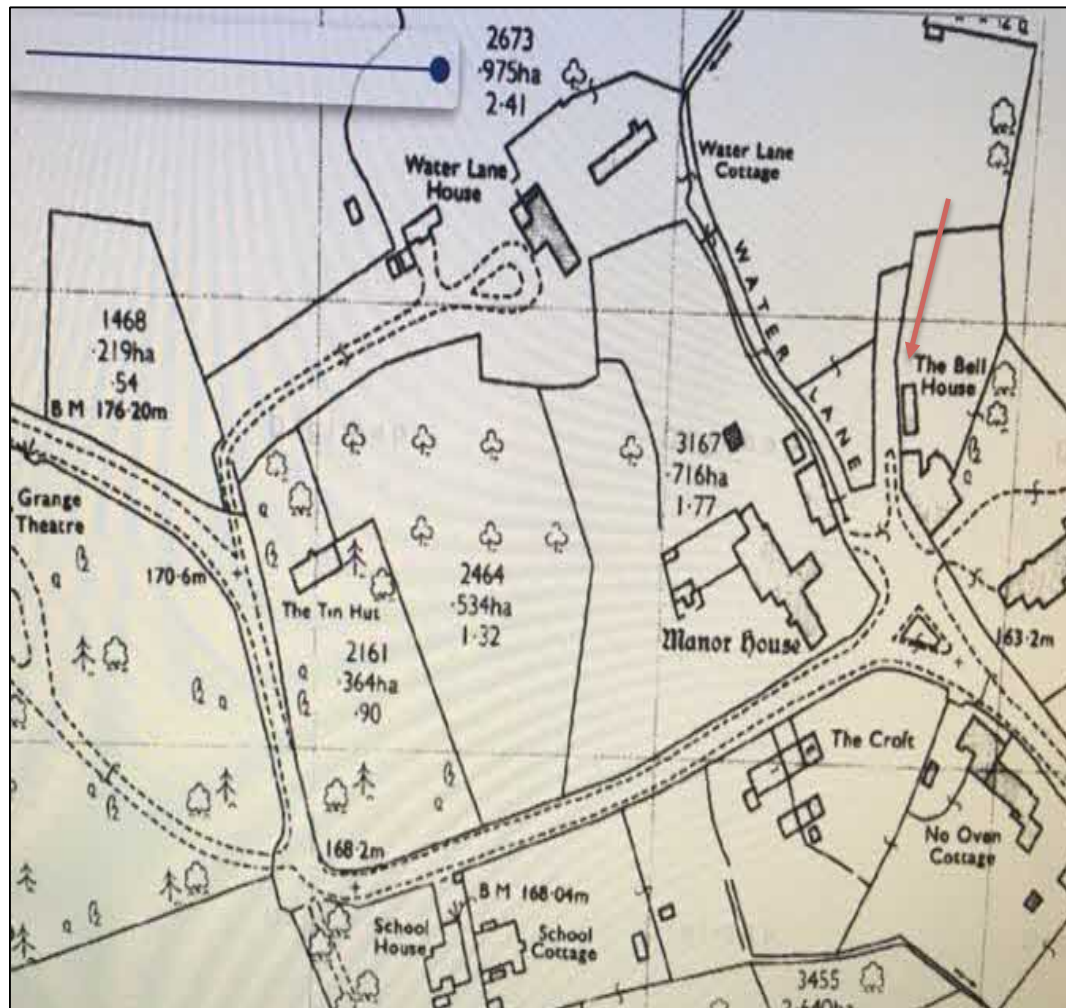 2673
·975ha
2·41
Water Lane
House
Water Lane
Cottage
WATER LANE
1468
·219ha
·54
B M 176·20m
The Bell
House
3167
·716ha
1·77
Grange
Theatre
170·6m
The Tin Hut
2464
·534ha
1·32
Manor House
163·2m
2161
·364ha
·90
The Croft
No Oven
Cottage
168·2m
B M 168·04m
School
House
School
Cottage
3455
2·640ha